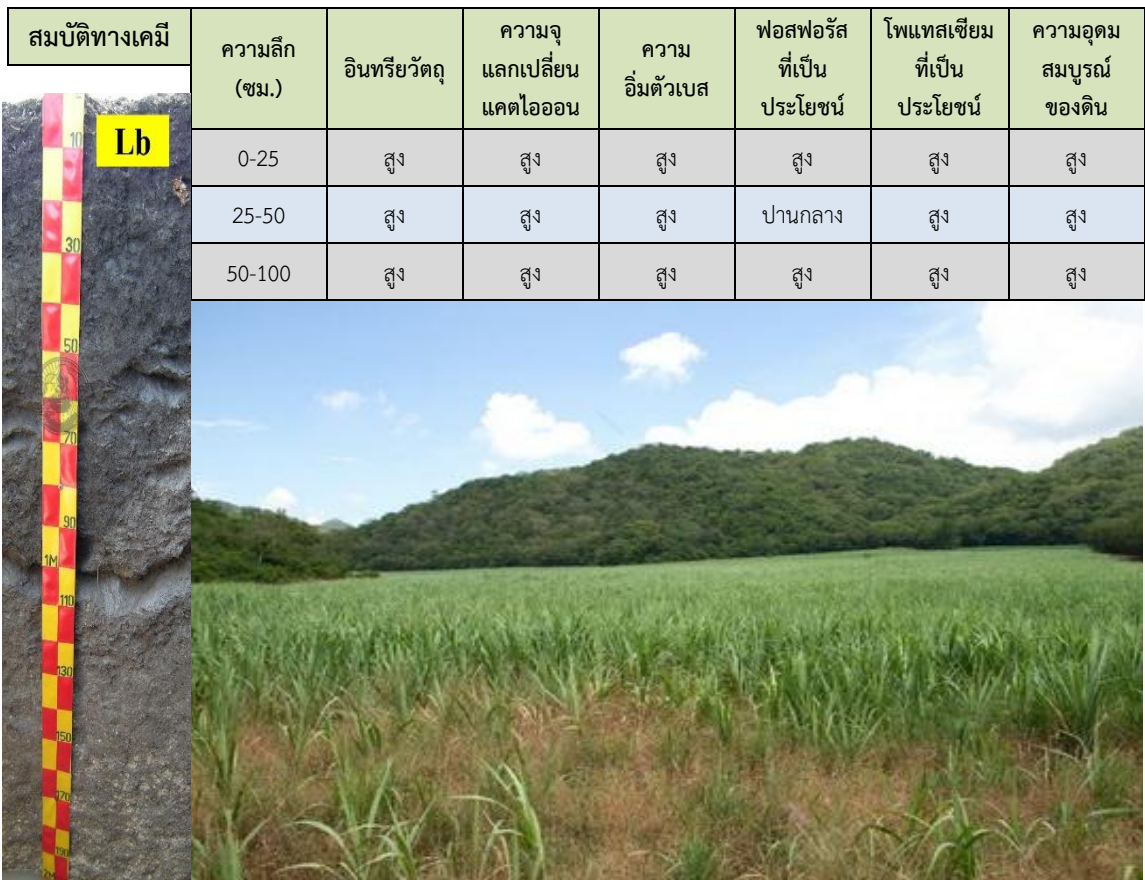 สมบัติทางเคมี
ความลึก
(ซม.)
อินทรียวัตถุ
ความจุ
แลกเปลี่ยน
แคตไอออน
ความ
อิ่มตัวเบส
ฟอสฟอรัส
ที่เป็น
ประโยชน์
โพแทสเซียม
ที่เป็น
ประโยชน์
ความอุดม
สมบูรณ์
ของดิน
0-25 สูง สูง สูง สูง สูง สูง
25-50 สูง สูง สูง ปานกลาง สูง สูง
50-100 สูง สูง สูง สูง สูง สูง
Lb
10
30
50
70
90
1M
110
130
150
170
190
2M